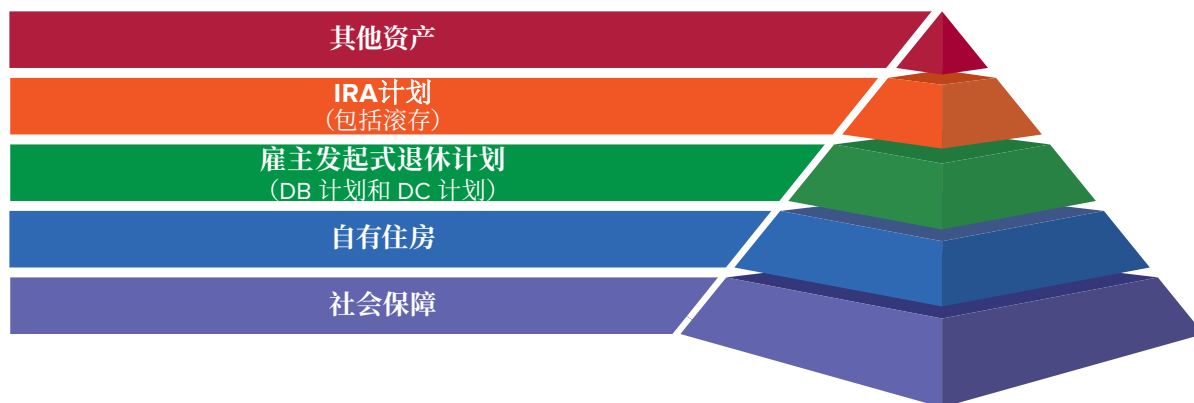 其他资产
IRA计划
（包括滚存）
雇主发起式退休计划
（DB 计划和 DC 计划）
自有住房
社会保障